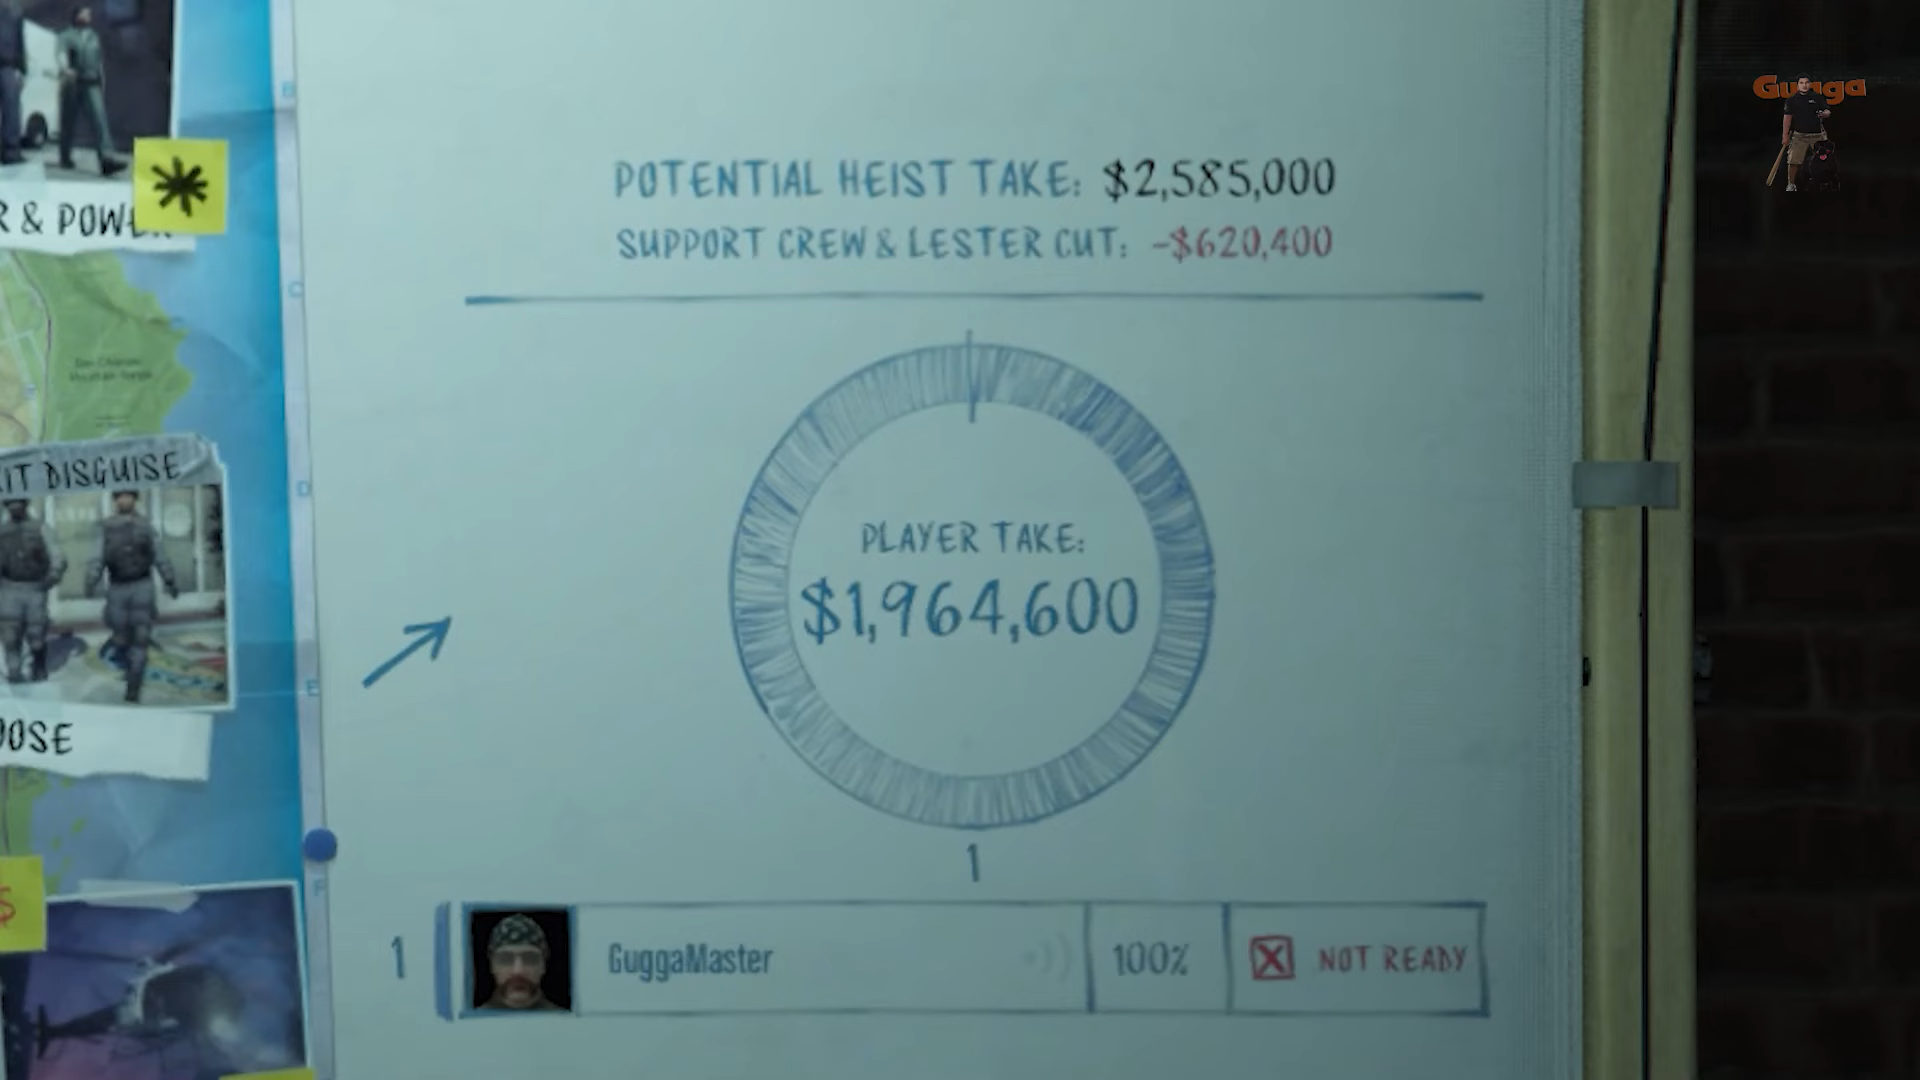 Gugga
POTENTIAL HEIST TAKE: $2,585,000
SUPPORT CREW & LESTER CUT: -$620,400
R & POWE
IT DISGUISE
PLAYER TAKE:
$1,964,600
OOSE
1
1 GuggaMaster 100% NOT READY
B
C
D
E
F
$